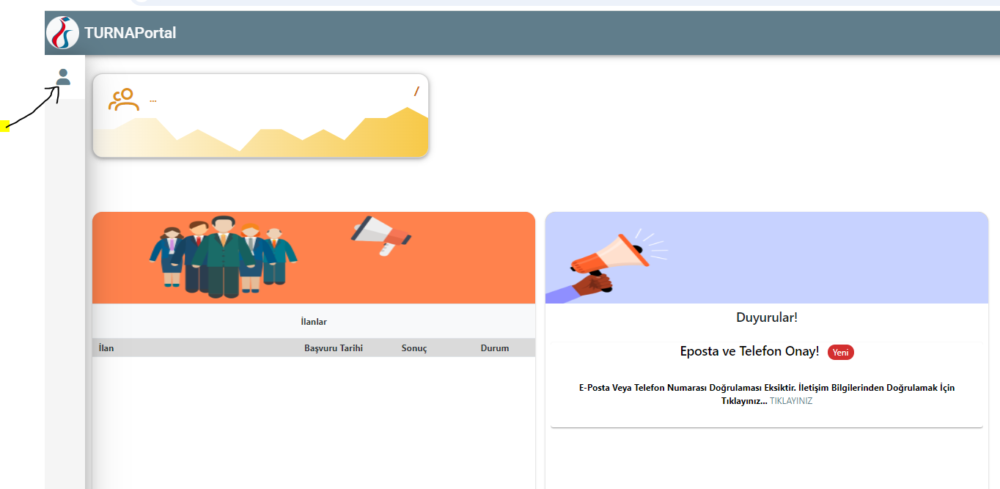 TURNAPortal
...
/
İlanlar
İlan Başvuru Tarihi Sonuç Durum
Duyurular!
Eposta ve Telefon Onay! Yeni
E-Posta Veya Telefon Numarası Doğrulaması Eksiktir. İletişim Bilgilerinden Doğrulamak İçin
Tıklayınız... TIKLAYINIZ